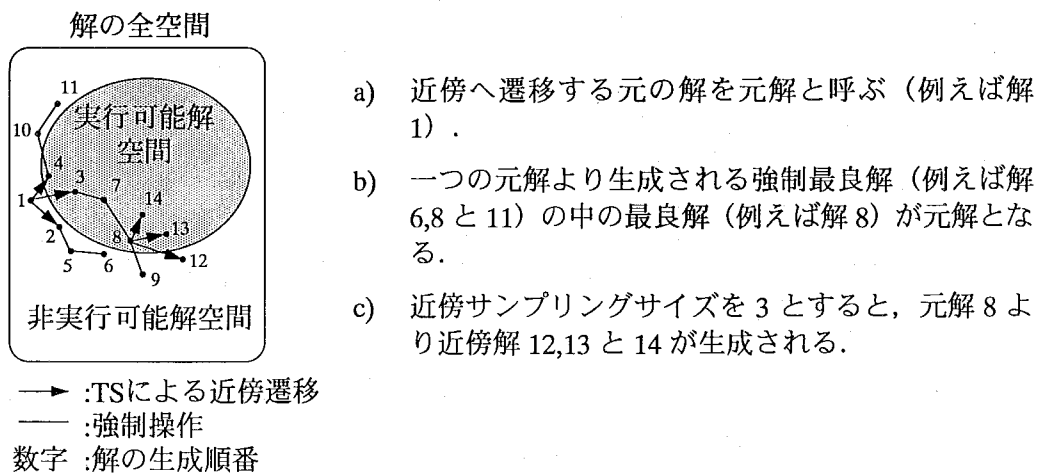 解の全空間
11
実行可能解
10
空間
4
3
7
1
14
2
8
13
5
6
12
9
非実行可能解空間
:TSによる近傍遷移
:強制操作
数字 :解の生成順番
a) 近傍へ遷移する元の解を元解と呼ぶ（例えば解
1）.
b) 一つの元解より生成される強制最良解（例えば解
6,8 と 11）の中の最良解（例えば解 8）が元解とな
る.
c) 近傍サンプリングサイズを 3 とすると，元解 8 よ
り近傍解 12,13 と 14 が生成される.